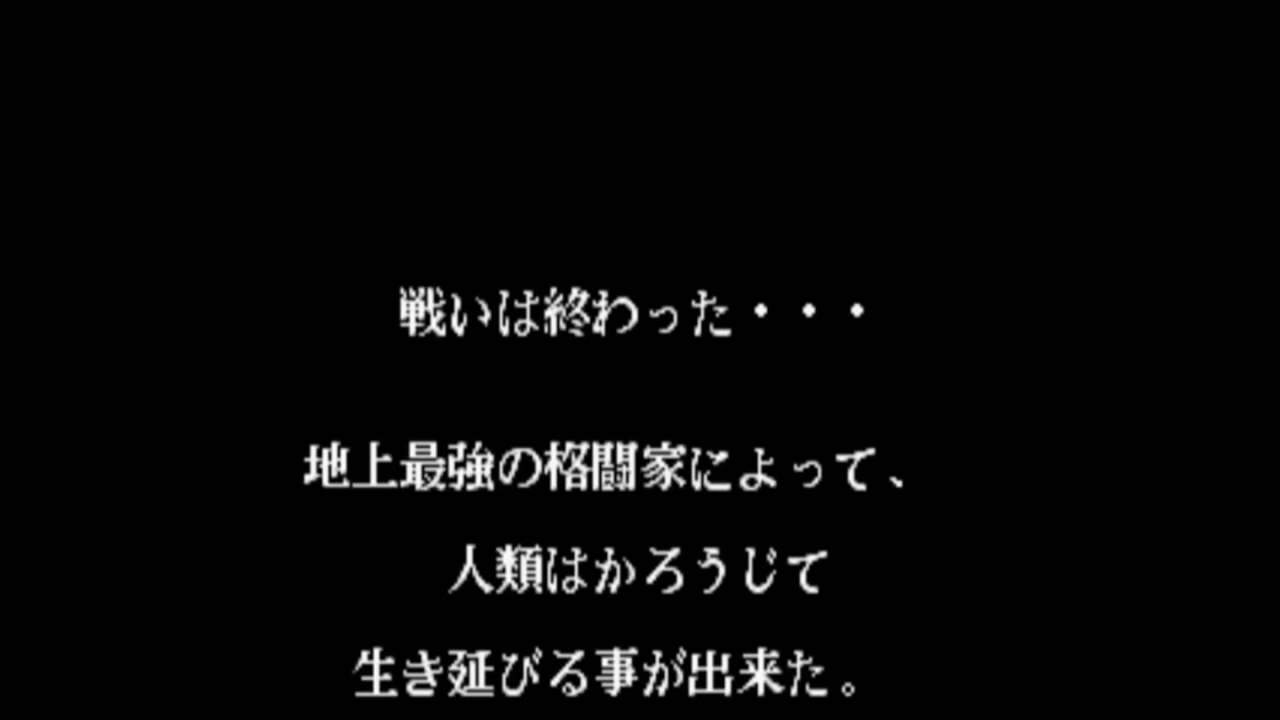 戦いは終わった・・・
地上最強の格闘家によって、
人類はかろうじて
生き延びる事が出来た。